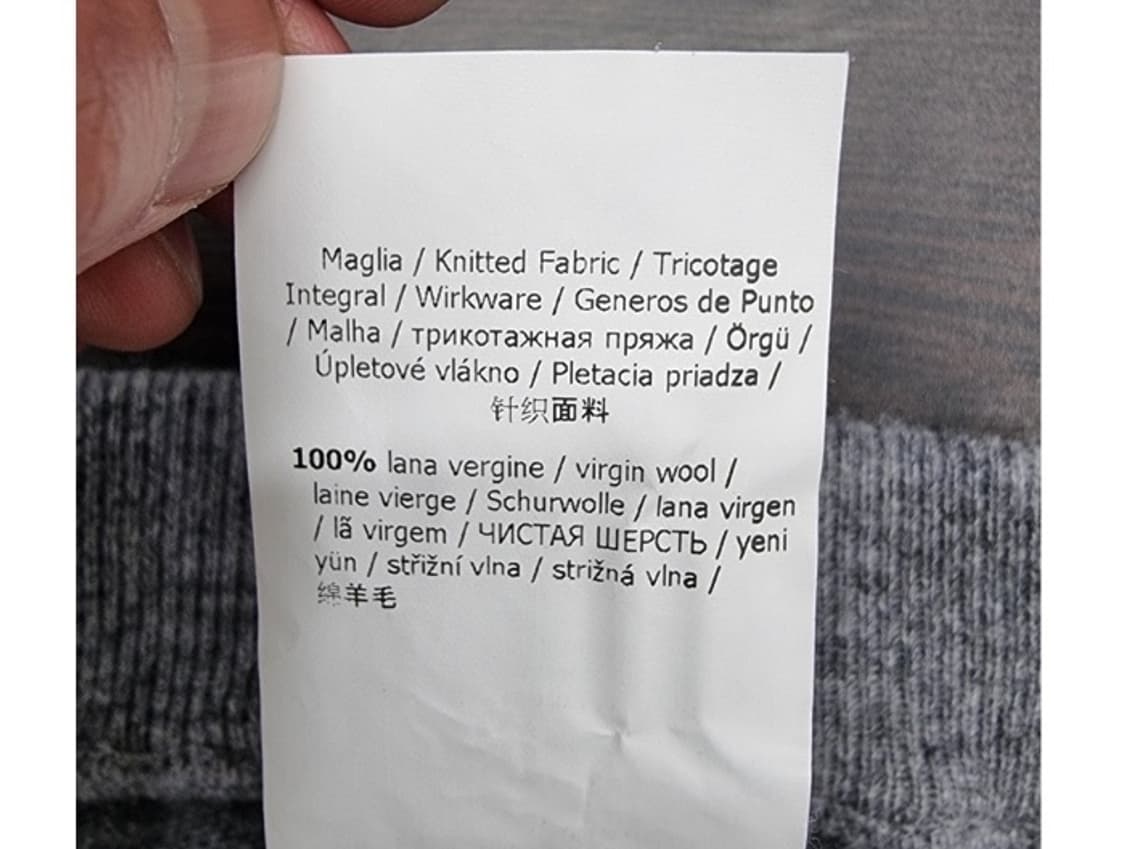 Maglia / Knitted Fabric / Tricotage
Integral / Wirkware / Generos de Punto
/ Malha / трикотажная пряжа / Örgü /
Úpletové vlákno / Pletacia priadza /
针织面料
100% lana vergine / virgin wool /
laine vierge / Schurwolle / lana virgen
/ lã virgem / ЧИСТАЯ ШЕРСТЬ / yeni
yün / střižní vlna / strižná vlna /
绵羊毛